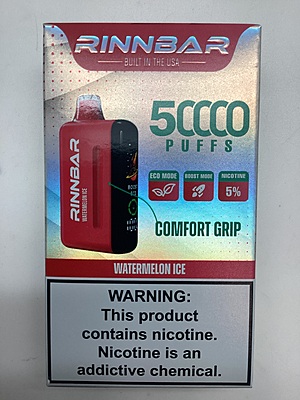 RINNBAR
BUILT IN THE USA
50000
PUFFS
ECO MODE
BOOST MODE
NICOTINE
5%
RINNBAR
WATERMELON ICE
COMFORT GRIP
WATERMELON ICE
WARNING:
This product
contains nicotine.
Nicotine is an
addictive chemical.